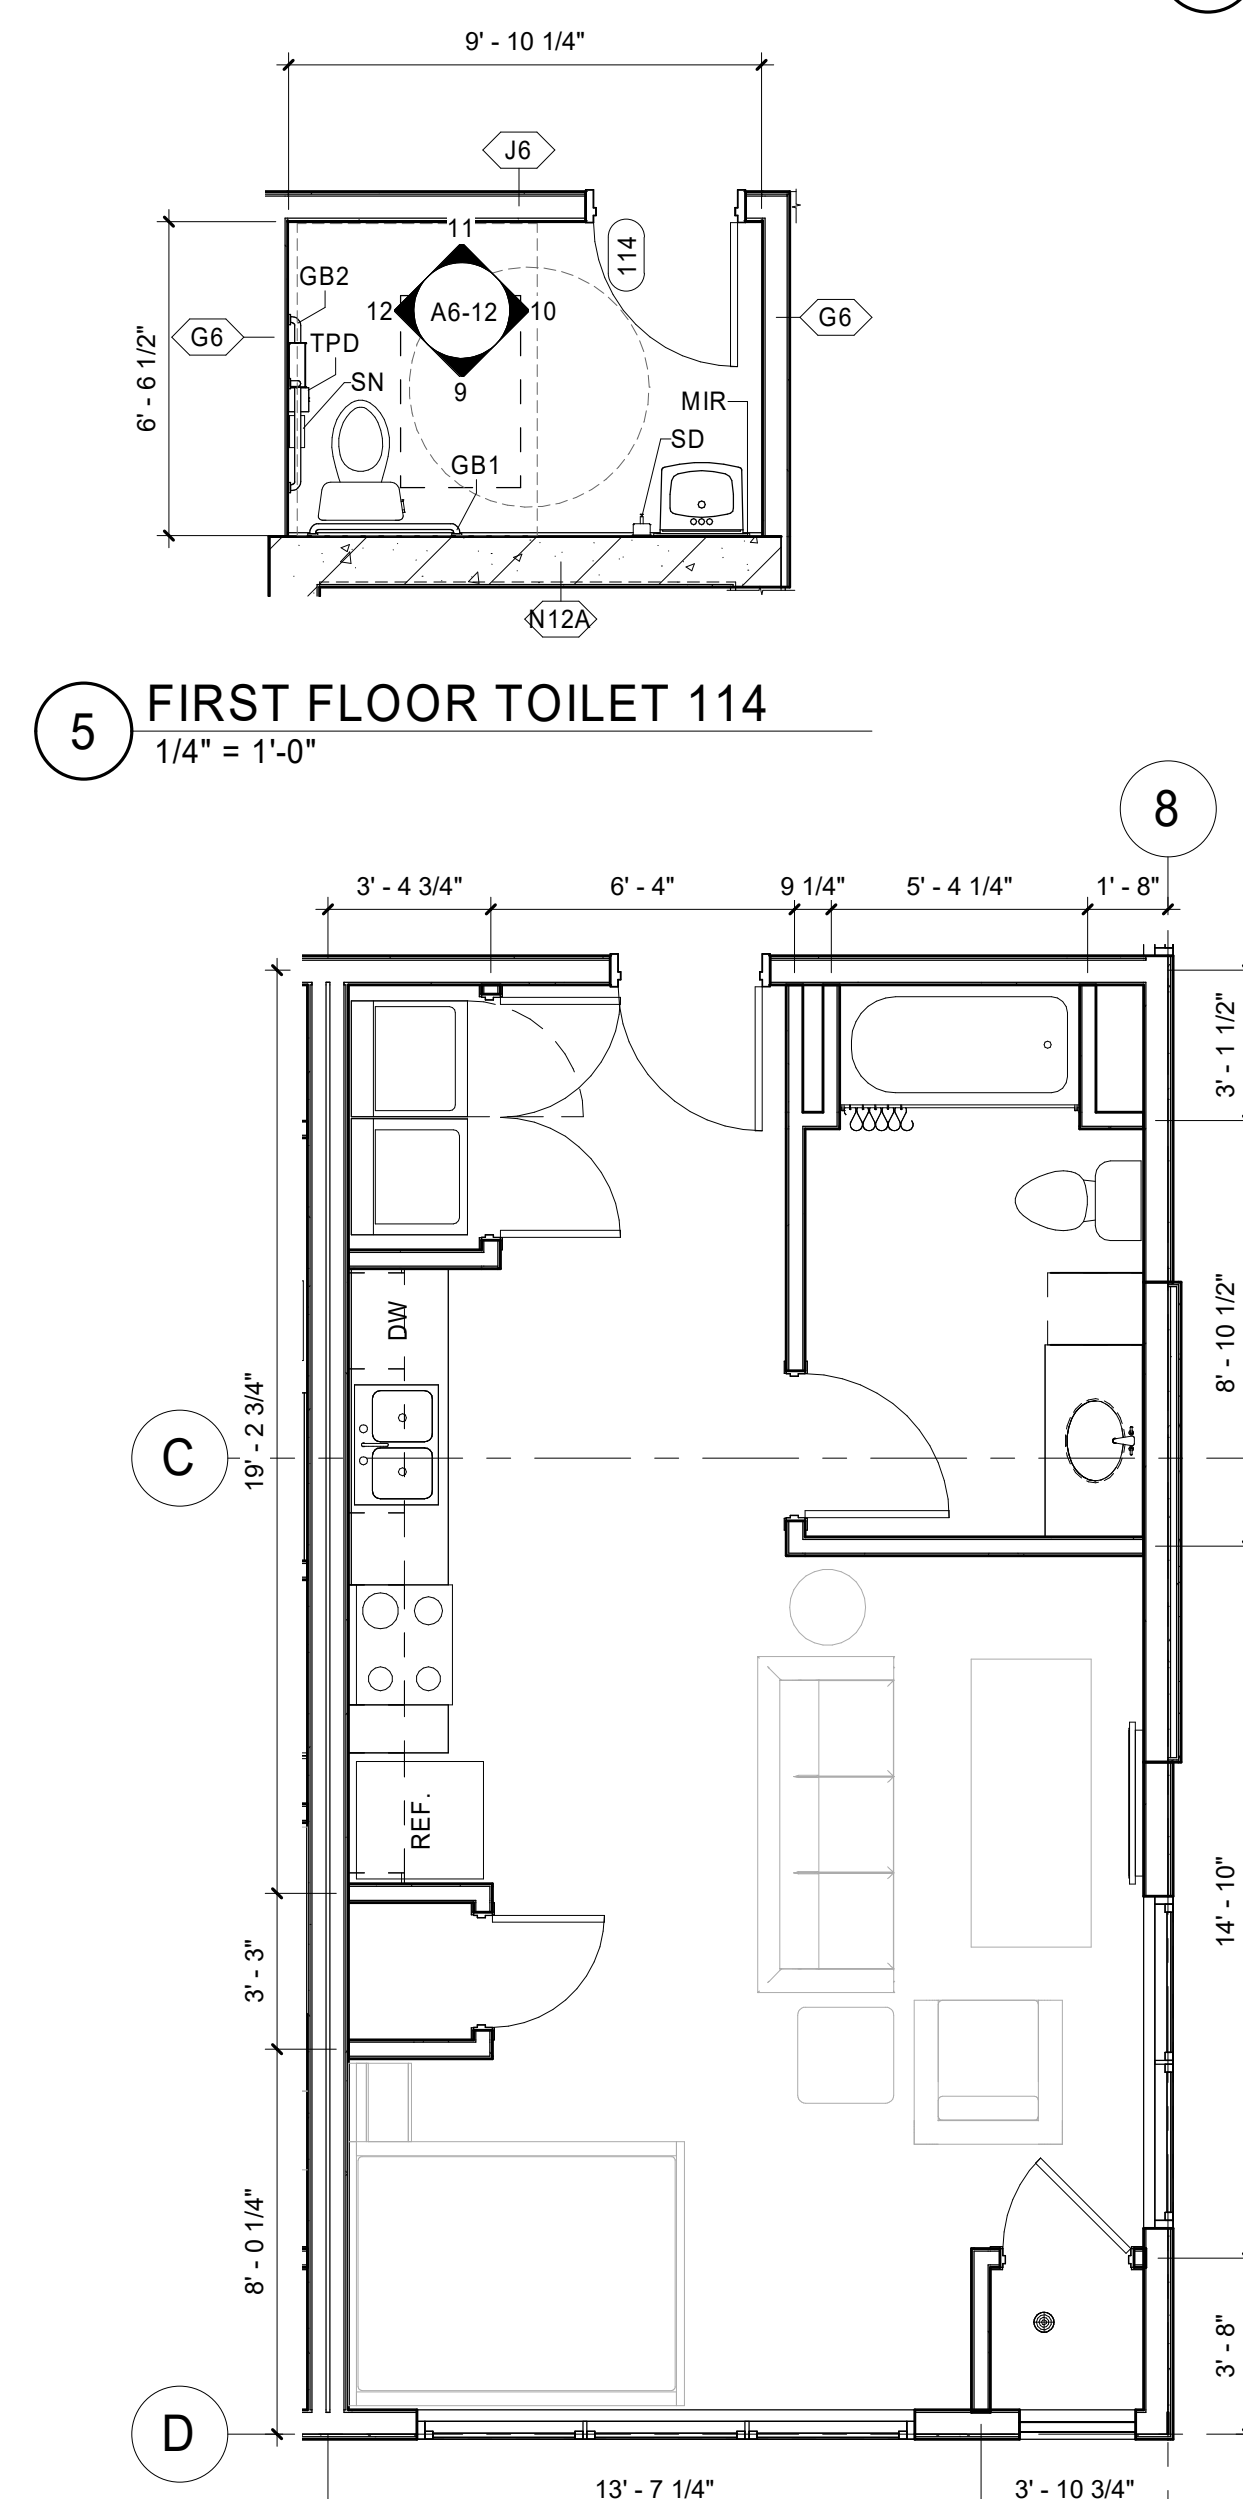 9' - 10 1/4"
J6
114
11
GB2
12
A6-12
10
G6
G6
6' - 6 1/2"
TPD
SN
9
MIR
SD
GB1
N12A
5
FIRST FLOOR TOILET 114
1/4" = 1'-0"
8
3' - 4 3/4"
6' - 4"
9 1/4"
5' - 4 1/4"
1' - 8"
3' - 1 1/2"
DW
8' - 10 1/2"
19' - 2 3/4"
C
REF.
14' - 10"
3' - 3"
8' - 0 1/4"
3' - 8"
D
13' - 7 1/4"
3' - 10 3/4"